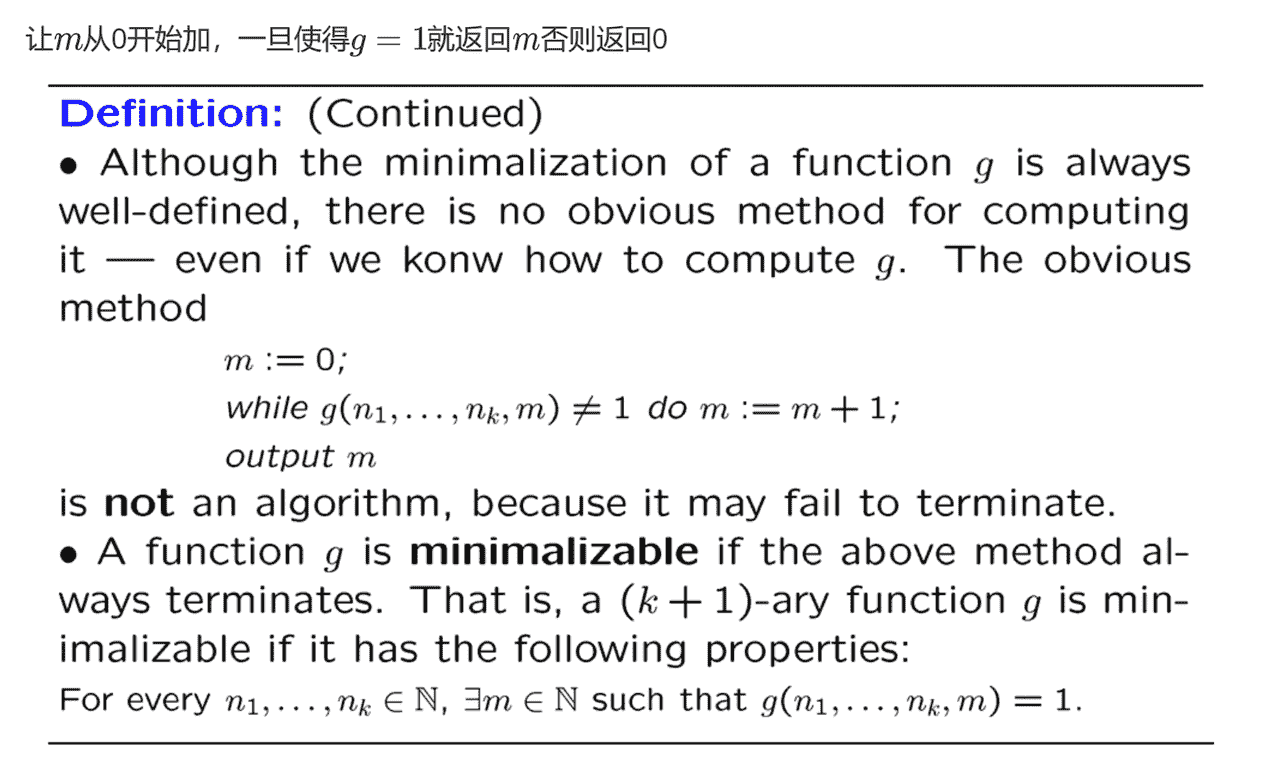 让m从0开始加，一旦使得g = 1就返回m否则返回0
Definition: (Continued)
• Although the minimalization of a function g is always
well-defined, there is no obvious method for computing
it — even if we konw how to compute g. The obvious
method
m := 0;
while g(n₁, . . . , nₖ, m) ≠ 1 do m := m + 1;
output m
is not an algorithm, because it may fail to terminate.
• A function g is minimalizable if the above method al-
ways terminates. That is, a (k + 1)-ary function g is min-
imalizable if it has the following properties:
For every n₁, . . . , nₖ ∈ ℕ, ∃m ∈ ℕ such that g(n₁, . . . , nₖ, m) = 1.